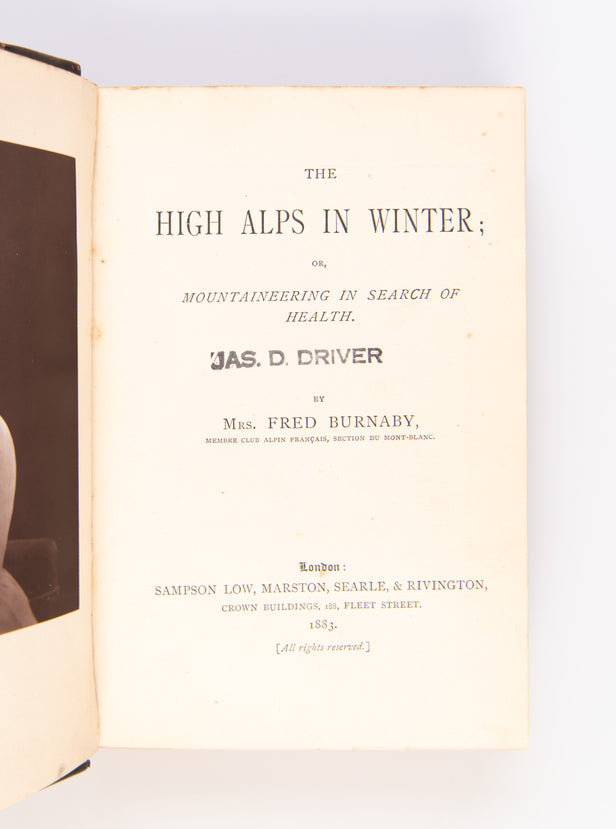 THE
HIGH ALPS IN WINTER;
OR,
MOUNTAINEERING IN SEARCH OF
HEALTH.
JAS. D. DRIVER
BY
MRS. FRED BURNABY,
MEMBRE CLUB ALPIN FRANÇAIS, SECTION DU MONT-BLANC.
London:
SAMPSON LOW, MARSTON, SEARLE, & RIVINGTON,
CROWN BUILDINGS, 188, FLEET STREET.
1883.
[All rights reserved.]